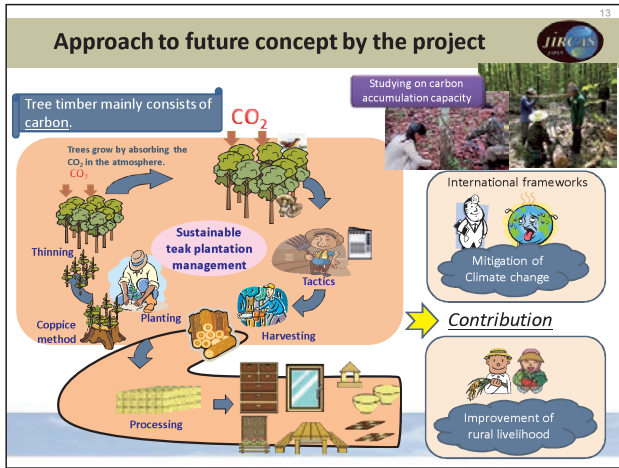 13
Approach to future concept by the project
JIRCAS
JAPAN
Studying on carbon
accumulation capacity
Tree timber mainly consists of
carbon.
CO2
Trees grow by absorbing the
CO2 in the atmosphere.
CO2
International frameworks
Thinning
Sustainable
teak plantation
management
Mitigation of
Climate change
Tactics
Planting
Coppice
method
Harvesting
Contribution
Processing
Improvement of
rural livelihood